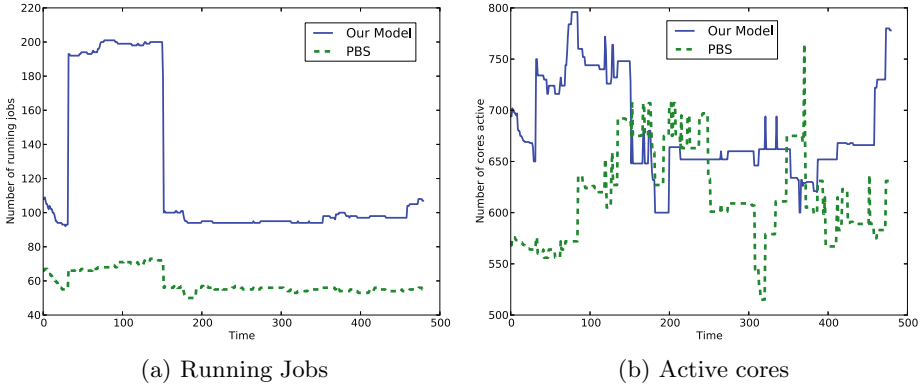 220
200
180
160
140
120
100
80
60
40
Number of running jobs
0
100
200
300
400
500
Time
Our Model
PBS
(a) Running Jobs
800
750
700
650
600
550
500
Number of cores active
0
100
200
300
400
500
Time
Our Model
PBS
(b) Active cores